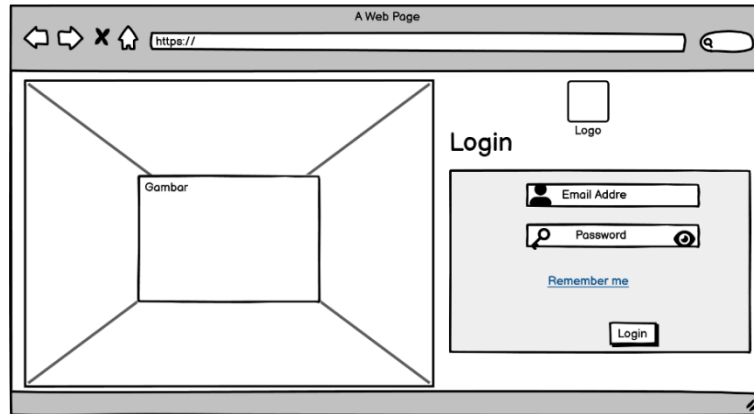 A Web Page
https://
Gambar
Logo
Login
Email Addre
Password
Remember me
Login